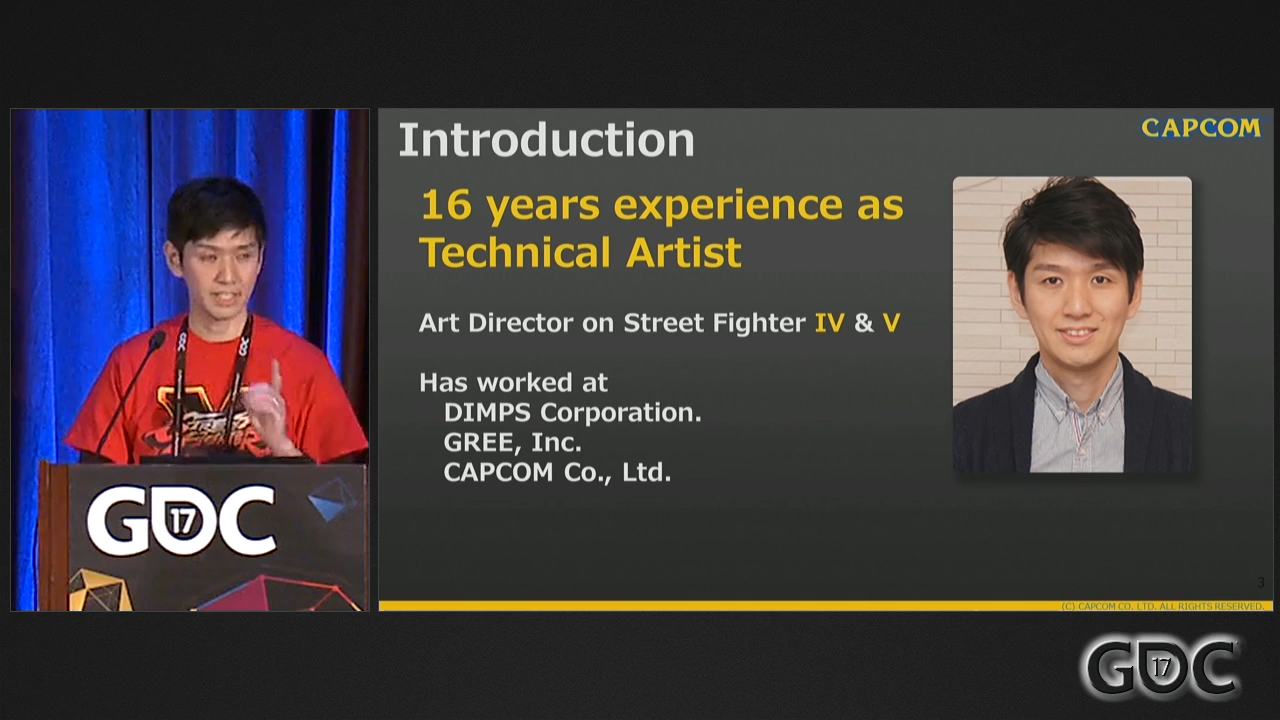 Introduction
CAPCOM
16 years experience as
Technical Artist
Art Director on Street Fighter IV & V
Has worked at
DIMPS Corporation.
GREE, Inc.
CAPCOM Co., Ltd.
3
(C) CAPCOM CO. LTD. ALL RIGHTS RESERVED.
GDC
17
GDC
17